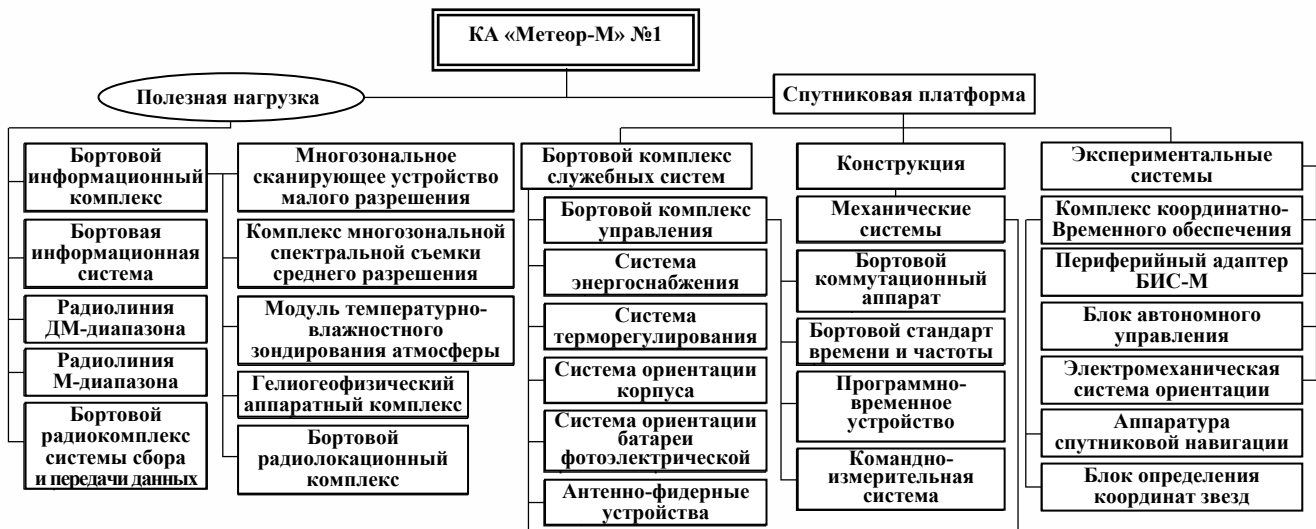 КА «Метеор-М» №1
Полезная нагрузка
Спутниковая платформа
Бортовой
информационный
комплекс
Бортовая
информационная
система
Радиолиния
ДМ-диапазона
Радиолиния
М-диапазона
Бортовой
радиокомплекс
системы сбора
и передачи данных
Многозональное
сканирующее устройство
малого разрешения
Комплекс многозональной
спектральной съемки
среднего разрешения
Модуль температурно-
влажностного
зондирования атмосферы
Гелиогеофизический
аппаратный комплекс
Бортовой
радиолокационный
комплекс
Бортовой комплекс
служебных систем
Бортовой комплекс
управления
Система
энергоснабжения
Система
терморегулирования
Система ориентации
корпуса
Система ориентации
батареи
фотоэлектрической
Антенно-фидерные
устройства
Конструкция
Механические
системы
Бортовой
коммутационный
аппарат
Бортовой стандарт
времени и частоты
Программно-
временное
устройство
Командно-
измерительная
система
Экспериментальные
системы
Комплекс координатно-
Временного обеспечения
Периферийный адаптер
БИС-М
Блок автономного
управления
Электромеханическая
система ориентации
Аппаратура
спутниковой навигации
Блок определения
координат звезд